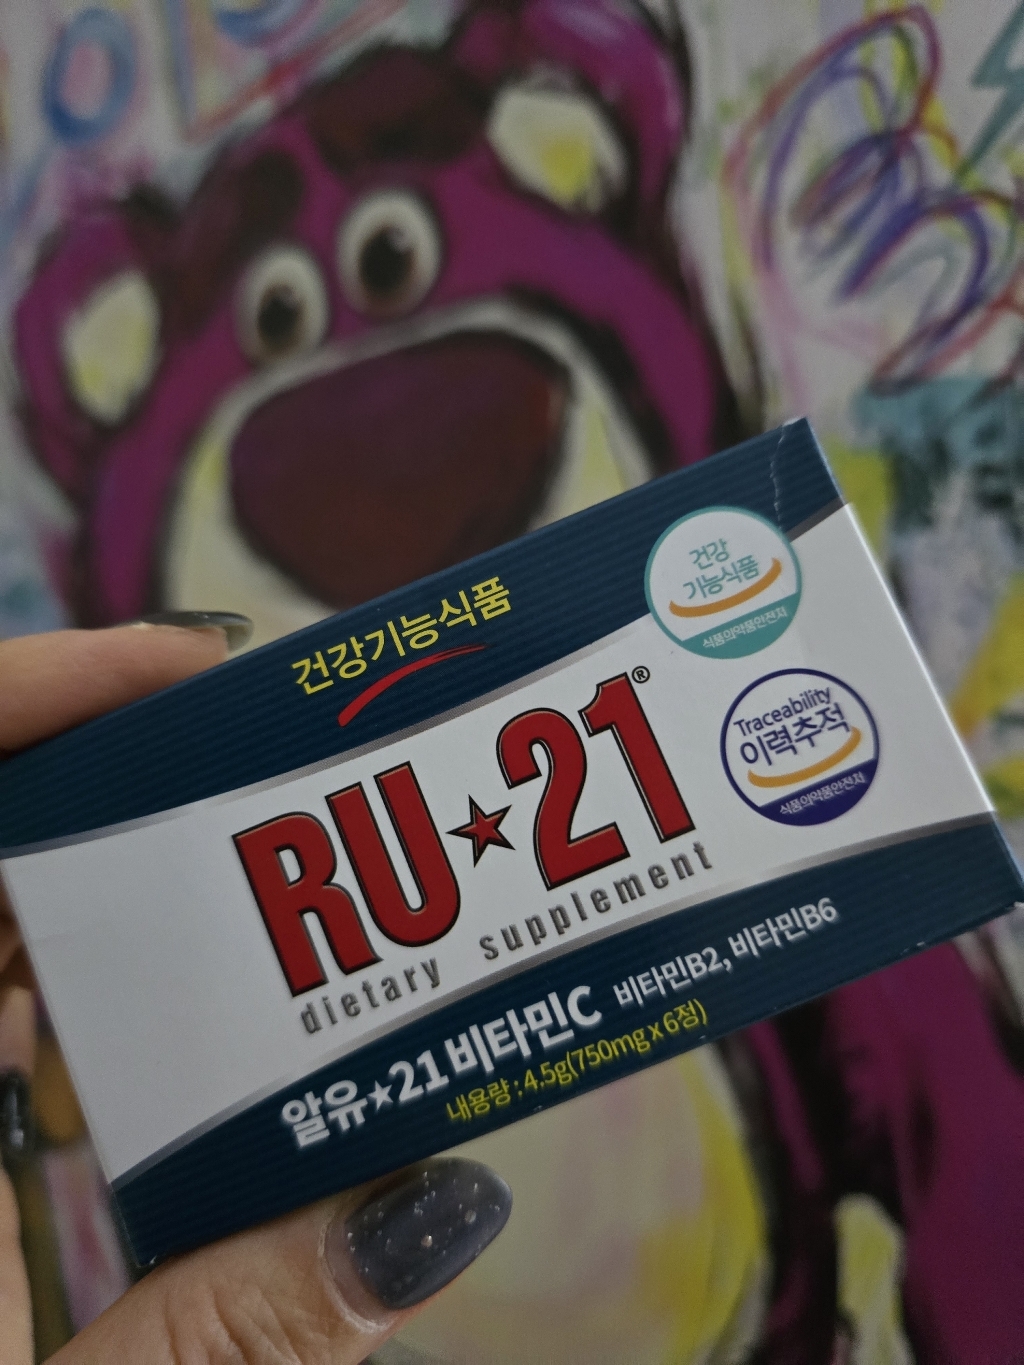 건강기능식품
건강
기능식품
식품의약품안전처
RU★21®
dietary supplement
Traceability
이력추적
식품의약품안전처
알유★21 비타민C 비타민B2, 비타민B6
내용량 : 4.5g(750mg x 6정)